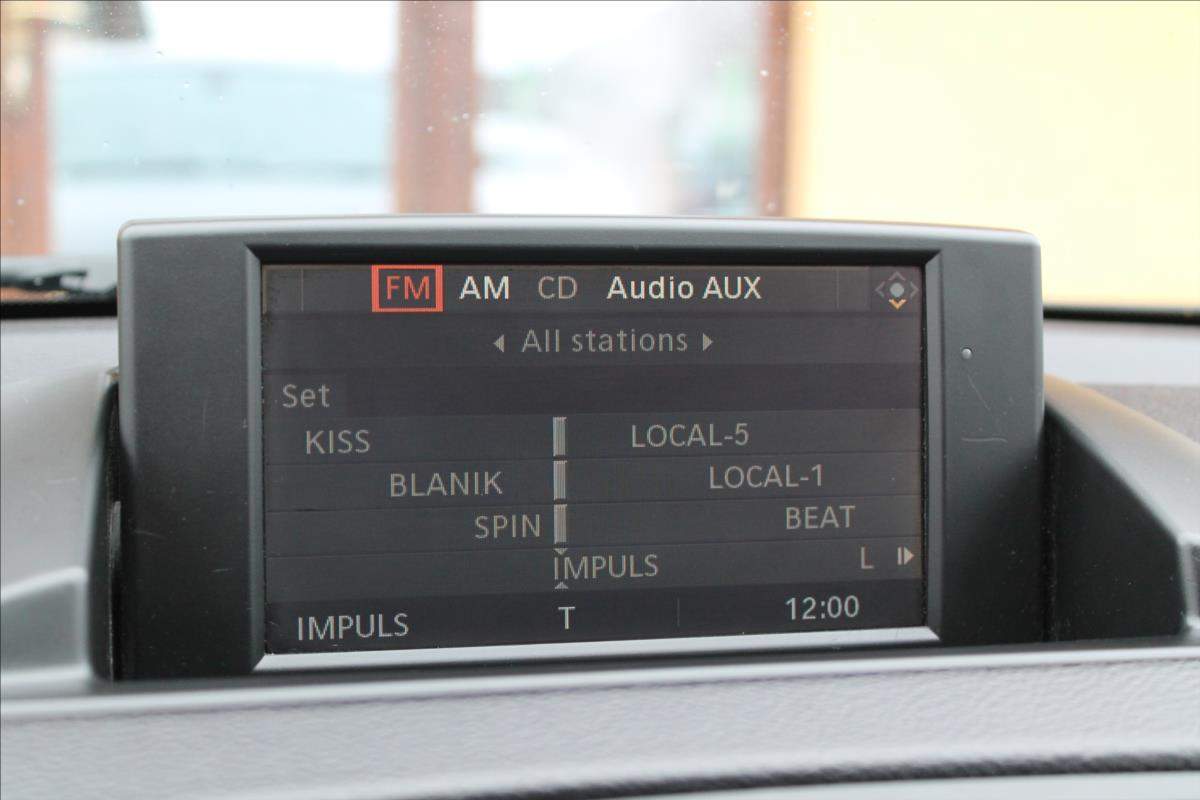 FM AM CD Audio AUX
All stations
Set
KISS LOCAL-5
BLANIK LOCAL-1
SPIN BEAT
IMPULS L
IMPULS T 12:00